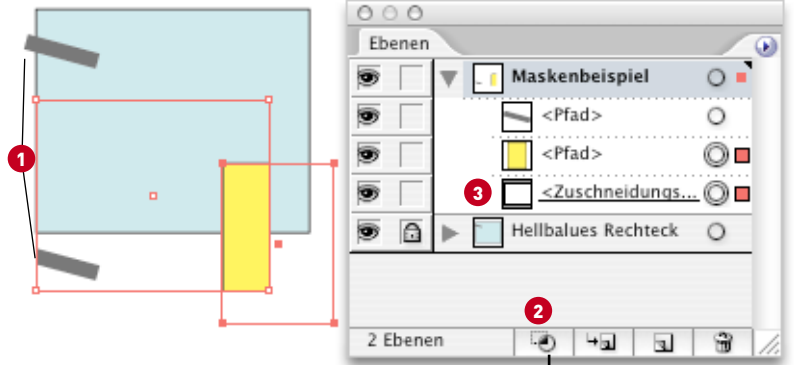 Ebenen
Maskenbeispiel
<Pfad>
<Pfad>
<Zuschneidungs...
Hellbalues Rechteck
2 Ebenen
1
2
3